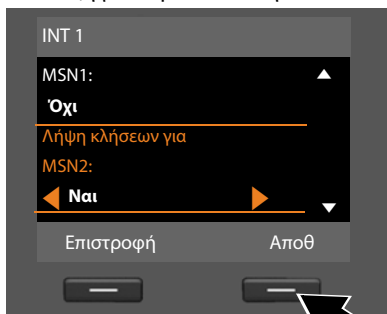 INT 1
MSN1:
Όχι
Λήψη κλήσεων για
MSN2:
Ναι
Επιστροφή Αποθ